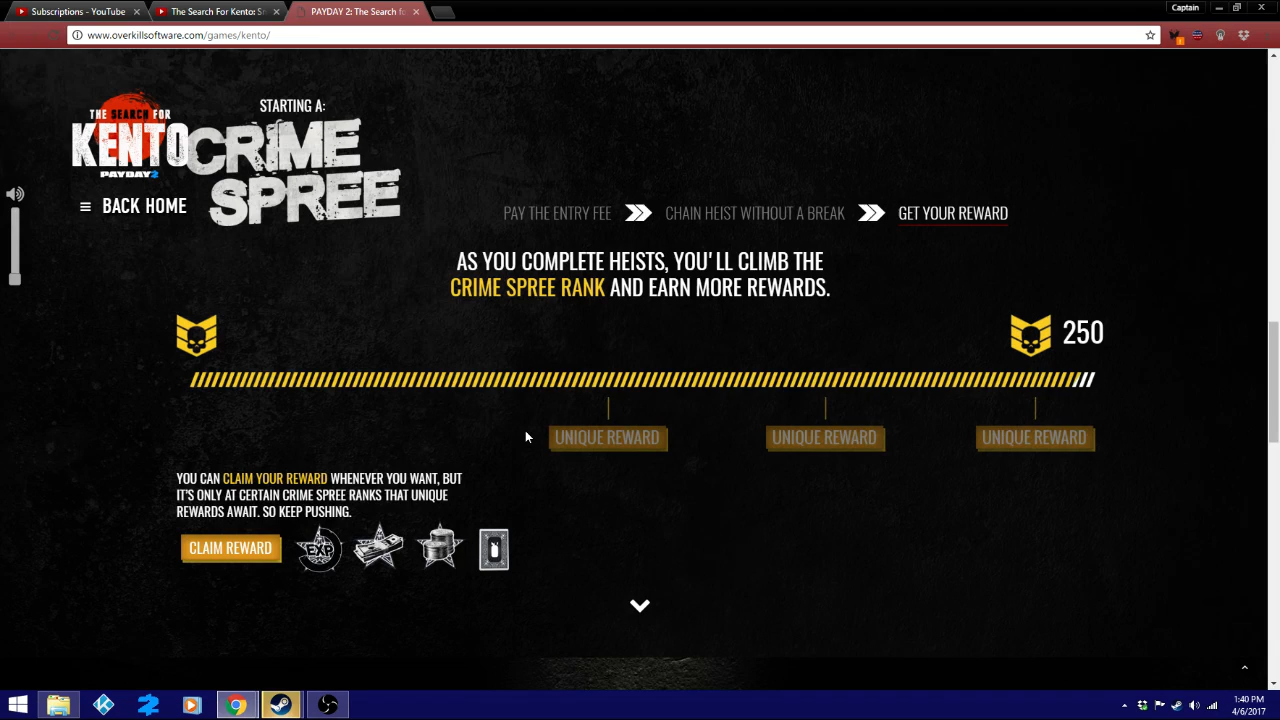 Subscriptions - YouTube
The Search For Kento: S
PAYDAY 2: The Search fo
Captain
www.overkillsoftware.com/games/kento/
THE SEARCH FOR
KENTO
PAYDAY 2
STARTING A:
CRIME
SPREE
BACK HOME
PAY THE ENTRY FEE
CHAIN HEIST WITHOUT A BREAK
GET YOUR REWARD
AS YOU COMPLETE HEISTS, YOU'LL CLIMB THE
CRIME SPREE RANK AND EARN MORE REWARDS.
250
UNIQUE REWARD
UNIQUE REWARD
UNIQUE REWARD
YOU CAN CLAIM YOUR REWARD WHENEVER YOU WANT, BUT
IT'S ONLY AT CERTAIN CRIME SPREE RANKS THAT UNIQUE
REWARDS AWAIT. SO KEEP PUSHING.
CLAIM REWARD
EXP
1:40 PM
4/6/2017